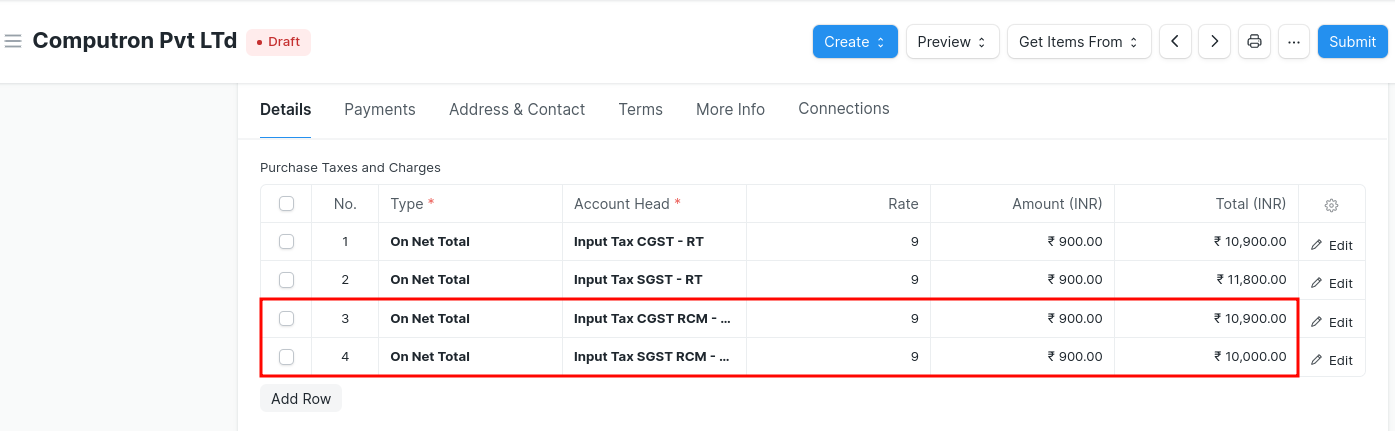 Computron Pvt LTd Draft Create Preview Get Items From ... Submit
Details Payments Address & Contact Terms More Info Connections
Purchase Taxes and Charges
No. Type * Account Head * Rate Amount (INR) Total (INR)
1 On Net Total Input Tax CGST - RT 9 ₹ 900.00 ₹ 10,900.00 Edit
2 On Net Total Input Tax SGST - RT 9 ₹ 900.00 ₹ 11,800.00 Edit
3 On Net Total Input Tax CGST RCM - ... 9 ₹ 900.00 ₹ 10,900.00 Edit
4 On Net Total Input Tax SGST RCM - ... 9 ₹ 900.00 ₹ 10,000.00 Edit
Add Row